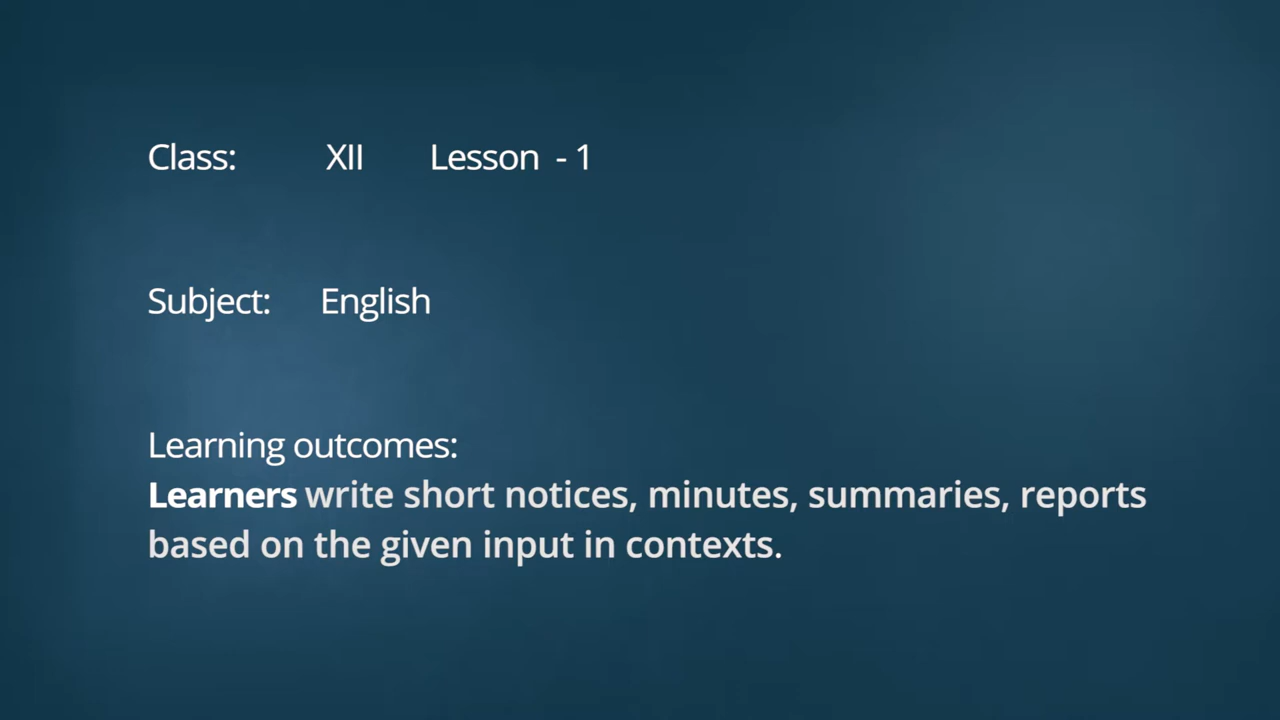 Class: XII Lesson - 1
Subject: English
Learning outcomes:
Learners write short notices, minutes, summaries, reports
based on the given input in contexts.